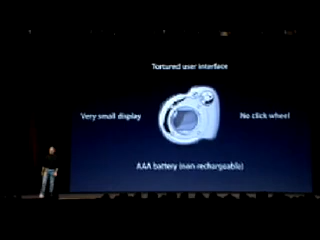 Tortured user interface
Very small display
No click wheel
AAA battery (non-rechargeable)